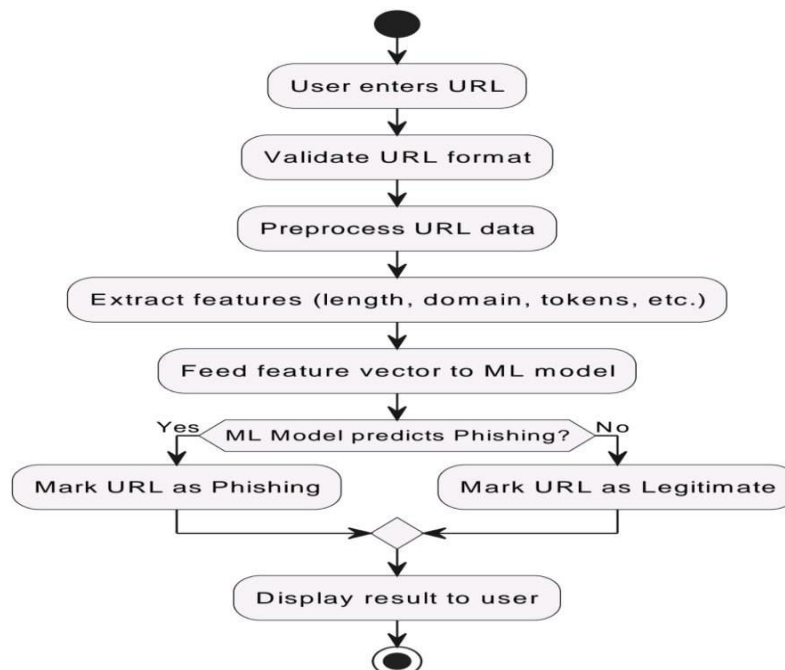 User enters URL
Validate URL format
Preprocess URL data
Extract features (length, domain, tokens, etc.)
Feed feature vector to ML model
Yes
ML Model predicts Phishing?
No
Mark URL as Phishing
Mark URL as Legitimate
Display result to user